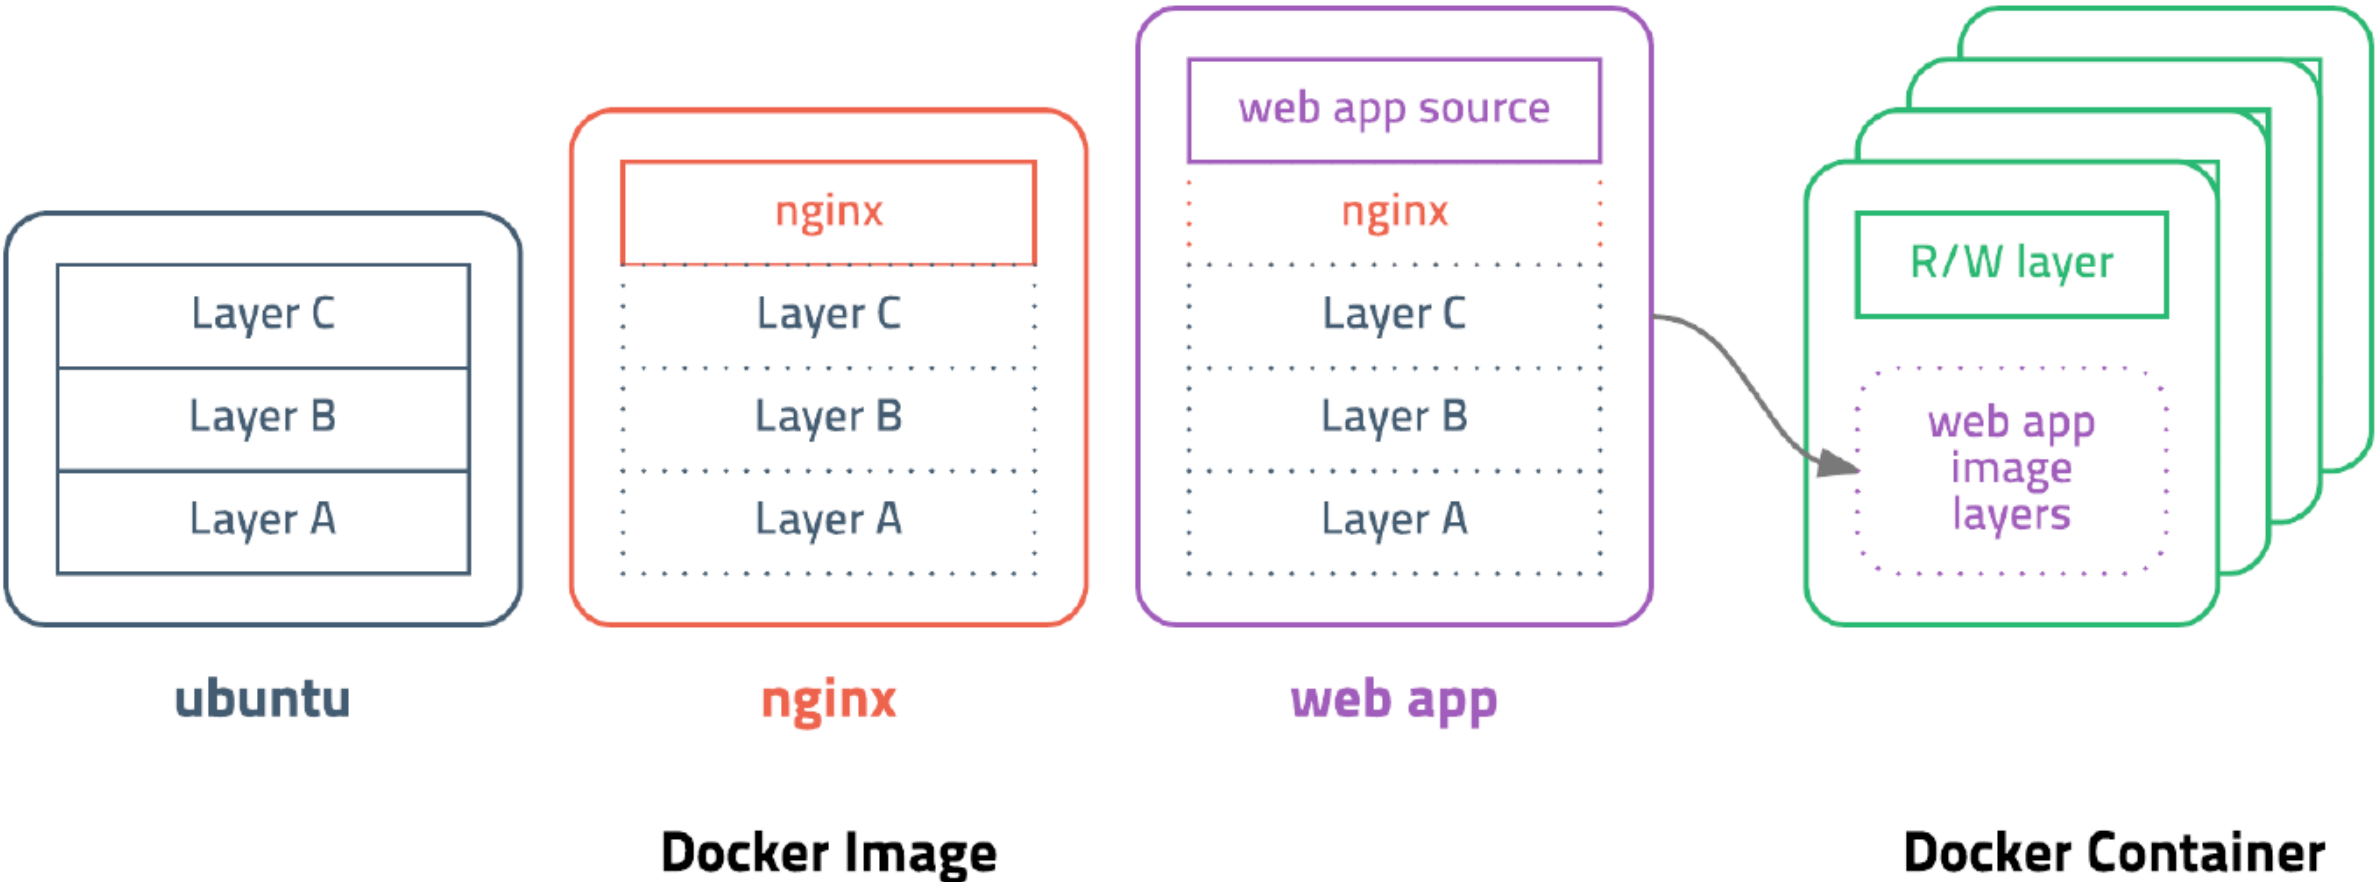 Layer C
Layer B
Layer A
ubuntu
nginx
Layer C
Layer B
Layer A
nginx
web app source
nginx
Layer C
Layer B
Layer A
web app
R/W layer
web app
image
layers
Docker Image
Docker Container